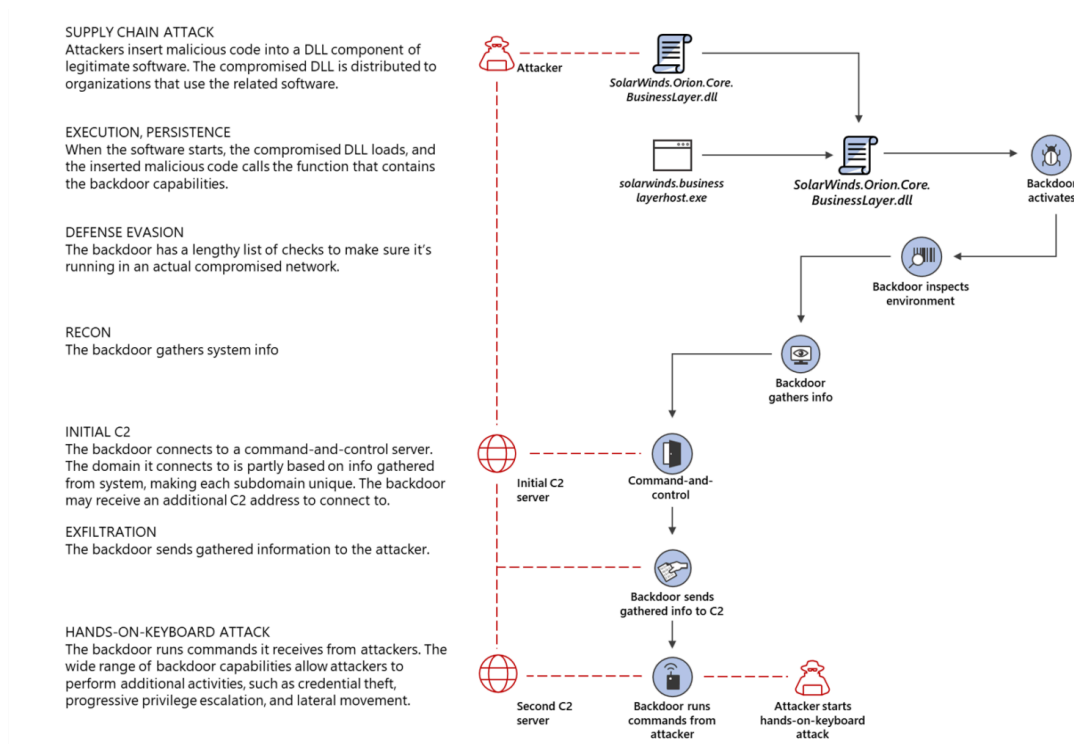 SUPPLY CHAIN ATTACK
Attackers insert malicious code into a DLL component of
legitimate software. The compromised DLL is distributed to
organizations that use the related software.
Attacker
SolarWinds.Orion.Core.
BusinessLayer.dll
EXECUTION, PERSISTENCE
When the software starts, the compromised DLL loads, and
the inserted malicious code calls the function that contains
the backdoor capabilities.
solarwinds.business
layerhost.exe
SolarWinds.Orion.Core.
BusinessLayer.dll
Backdoor
activates
DEFENSE EVASION
The backdoor has a lengthy list of checks to make sure it's
running in an actual compromised network.
Backdoor inspects
environment
RECON
The backdoor gathers system info
Backdoor
gathers info
INITIAL C2
The backdoor connects to a command-and-control server.
The domain it connects to is partly based on info gathered
from system, making each subdomain unique. The backdoor
may receive an additional C2 address to connect to.
Initial C2
server
Command-and-
control
EXFILTRATION
The backdoor sends gathered information to the attacker.
Backdoor sends
gathered info to C2
HANDS-ON-KEYBOARD ATTACK
The backdoor runs commands it receives from attackers. The
wide range of backdoor capabilities allow attackers to
perform additional activities, such as credential theft,
progressive privilege escalation, and lateral movement.
Second C2
server
Backdoor runs
commands from
attacker
Attacker starts
hands-on-keyboard
attack